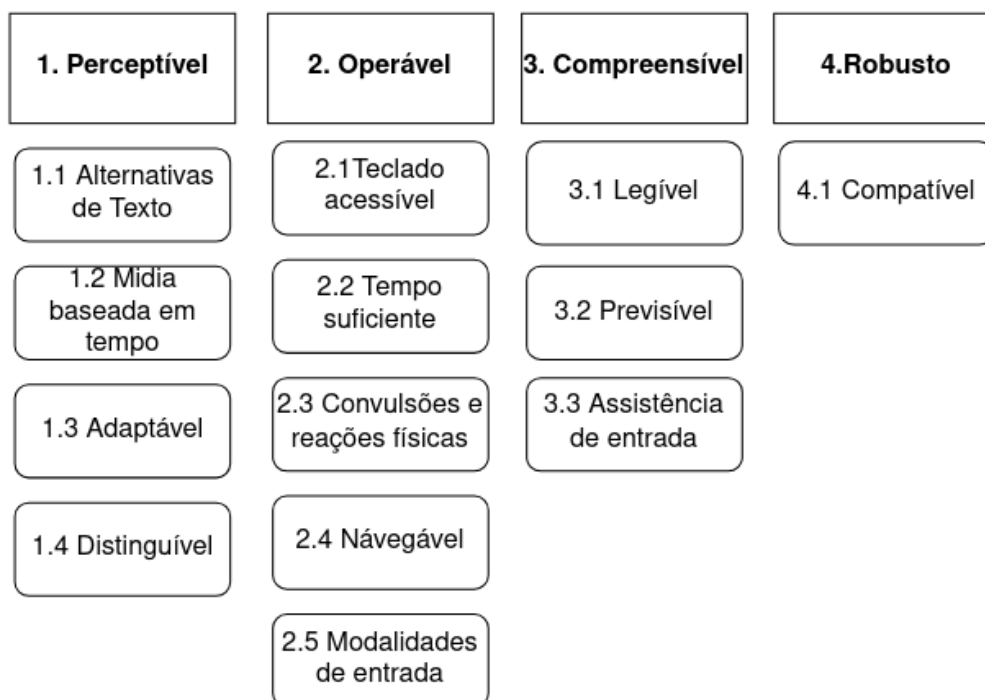 1. Perceptível
2. Operável
3. Compreensível
4.Robusto
1.1 Alternativas
de Texto
1.2 Midia
baseada em
tempo
1.3 Adaptável
1.4 Distinguível
2.1Teclado
acessível
2.2 Tempo
suficiente
2.3 Convulsões e
reações físicas
2.4 Návegável
2.5 Modalidades
de entrada
3.1 Legível
3.2 Previsível
3.3 Assistência
de entrada
4.1 Compatível